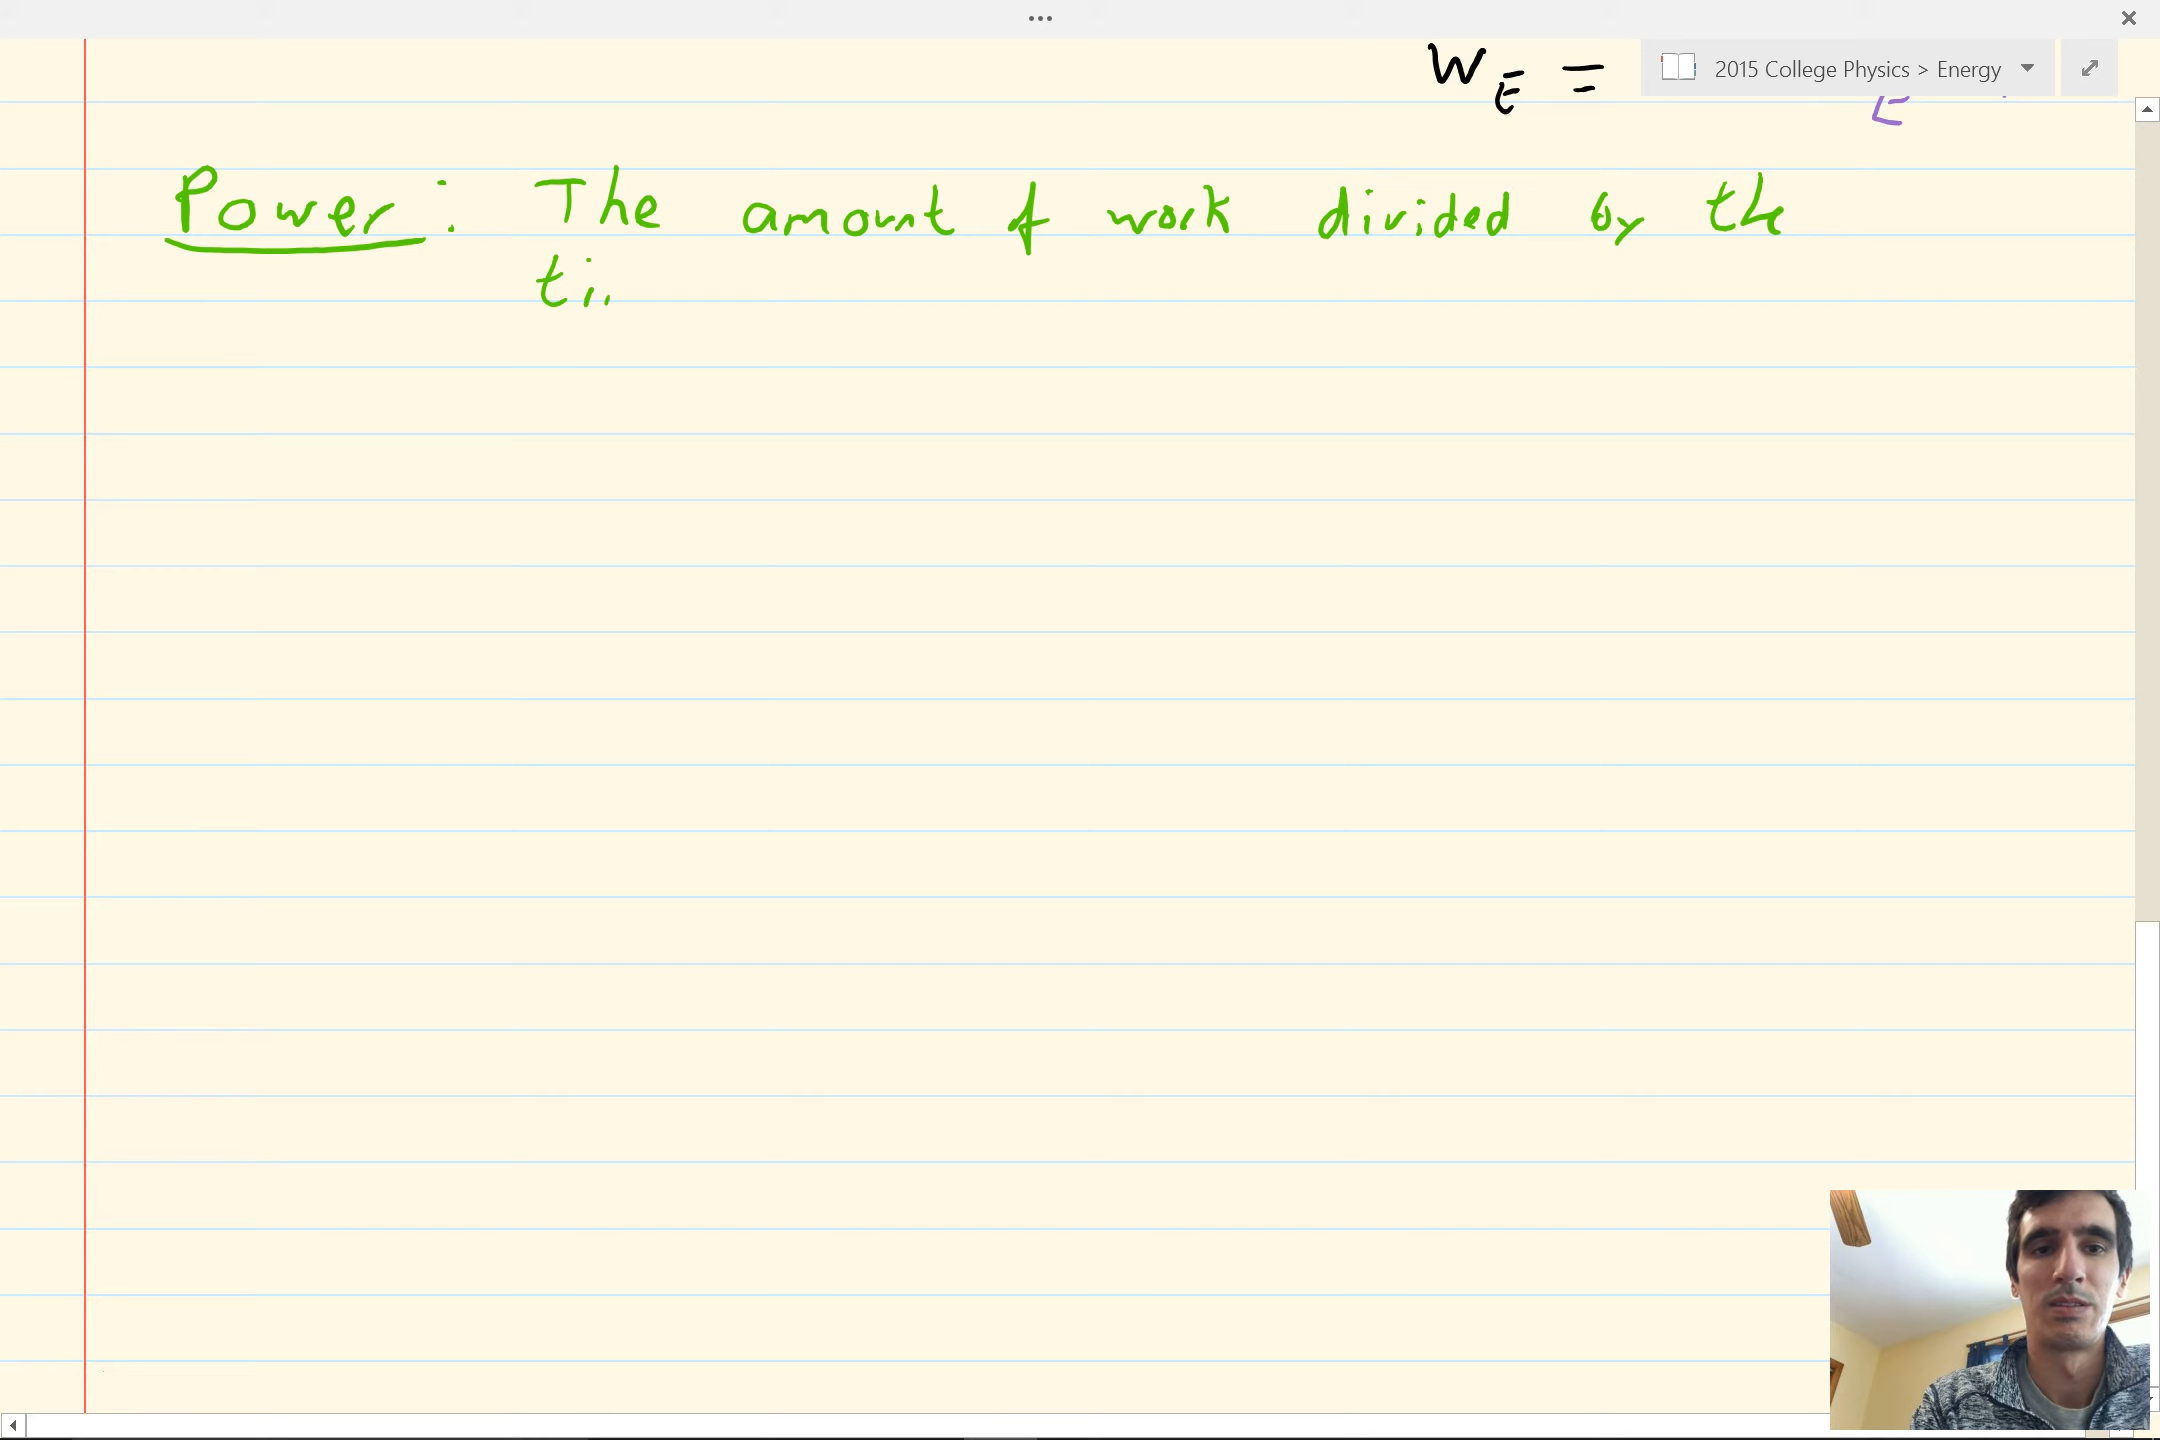 W_E =
2015 College Physics > Energy
E
Power: The amount of work divided by the
ti